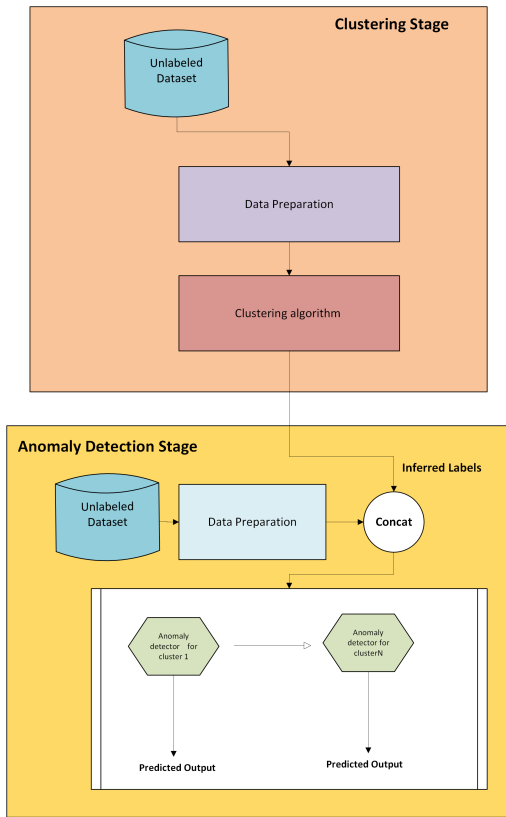 Clustering Stage
Unlabeled
Dataset
Data Preparation
Clustering algorithm
Anomaly Detection Stage
Inferred Labels
Unlabeled
Dataset
Data Preparation
Concat
Anomaly
detector for
cluster 1
Anomaly
detector for
clusterN
Predicted Output
Predicted Output